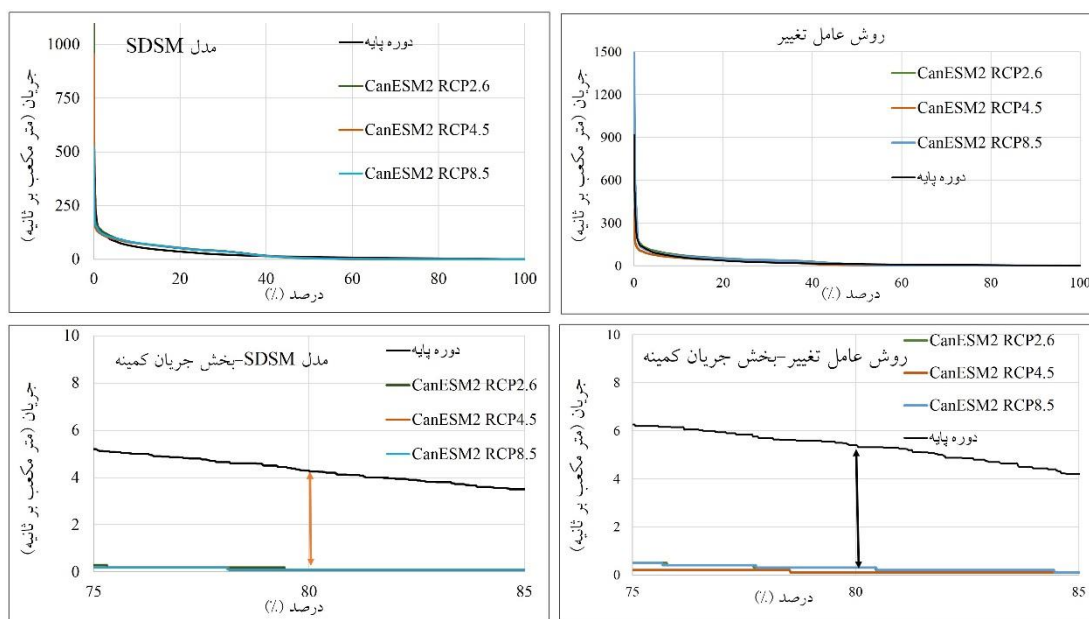 مدل SDSM
جریان (متر مکعب بر ثانیه)
1000
750
500
250
0
دوره پایه
CanESM2 RCP2.6
CanESM2 RCP4.5
CanESM2 RCP8.5
0 20 40 60 80 100
درصد (٪)
روش عامل تغییر
جریان (متر مکعب بر ثانیه)
1500
1200
900
600
300
0
CanESM2 RCP2.6
CanESM2 RCP4.5
CanESM2 RCP8.5
دوره پایه
0 20 40 60 80 100
درصد (٪)
مدل SDSM-بخش جریان کمینه
جریان (متر مکعب بر ثانیه)
10
8
6
4
2
0
دوره پایه
CanESM2 RCP2.6
CanESM2 RCP4.5
CanESM2 RCP8.5
75 80 85
درصد (٪)
روش عامل تغییر-بخش جریان کمینه
جریان (متر مکعب بر ثانیه)
10
8
6
4
2
0
CanESM2 RCP2.6
CanESM2 RCP4.5
CanESM2 RCP8.5
دوره پایه
75 80 85
درصد (٪)